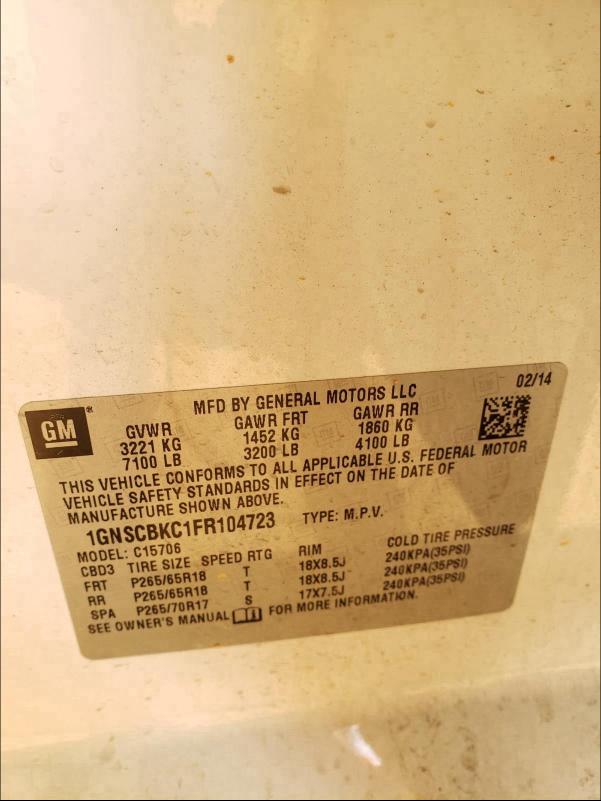 GM
®
MFD BY GENERAL MOTORS LLC
02/14
GVWR GAWR FRT GAWR RR
3221 KG 1452 KG 1860 KG
7100 LB 3200 LB 4100 LB
THIS VEHICLE CONFORMS TO ALL APPLICABLE U.S. FEDERAL MOTOR
VEHICLE SAFETY STANDARDS IN EFFECT ON THE DATE OF
MANUFACTURE SHOWN ABOVE.
1GNSCBKC1FR104723 TYPE: M.P.V.
MODEL: C15706
CBD3 TIRE SIZE SPEED RTG RIM COLD TIRE PRESSURE
FRT P265/65R18 T 18X8.5J 240KPA(35PSI)
RR P265/65R18 T 18X8.5J 240KPA(35PSI)
SPA P265/70R17 S 17X7.5J 240KPA(35PSI)
SEE OWNER'S MANUAL FOR MORE INFORMATION.